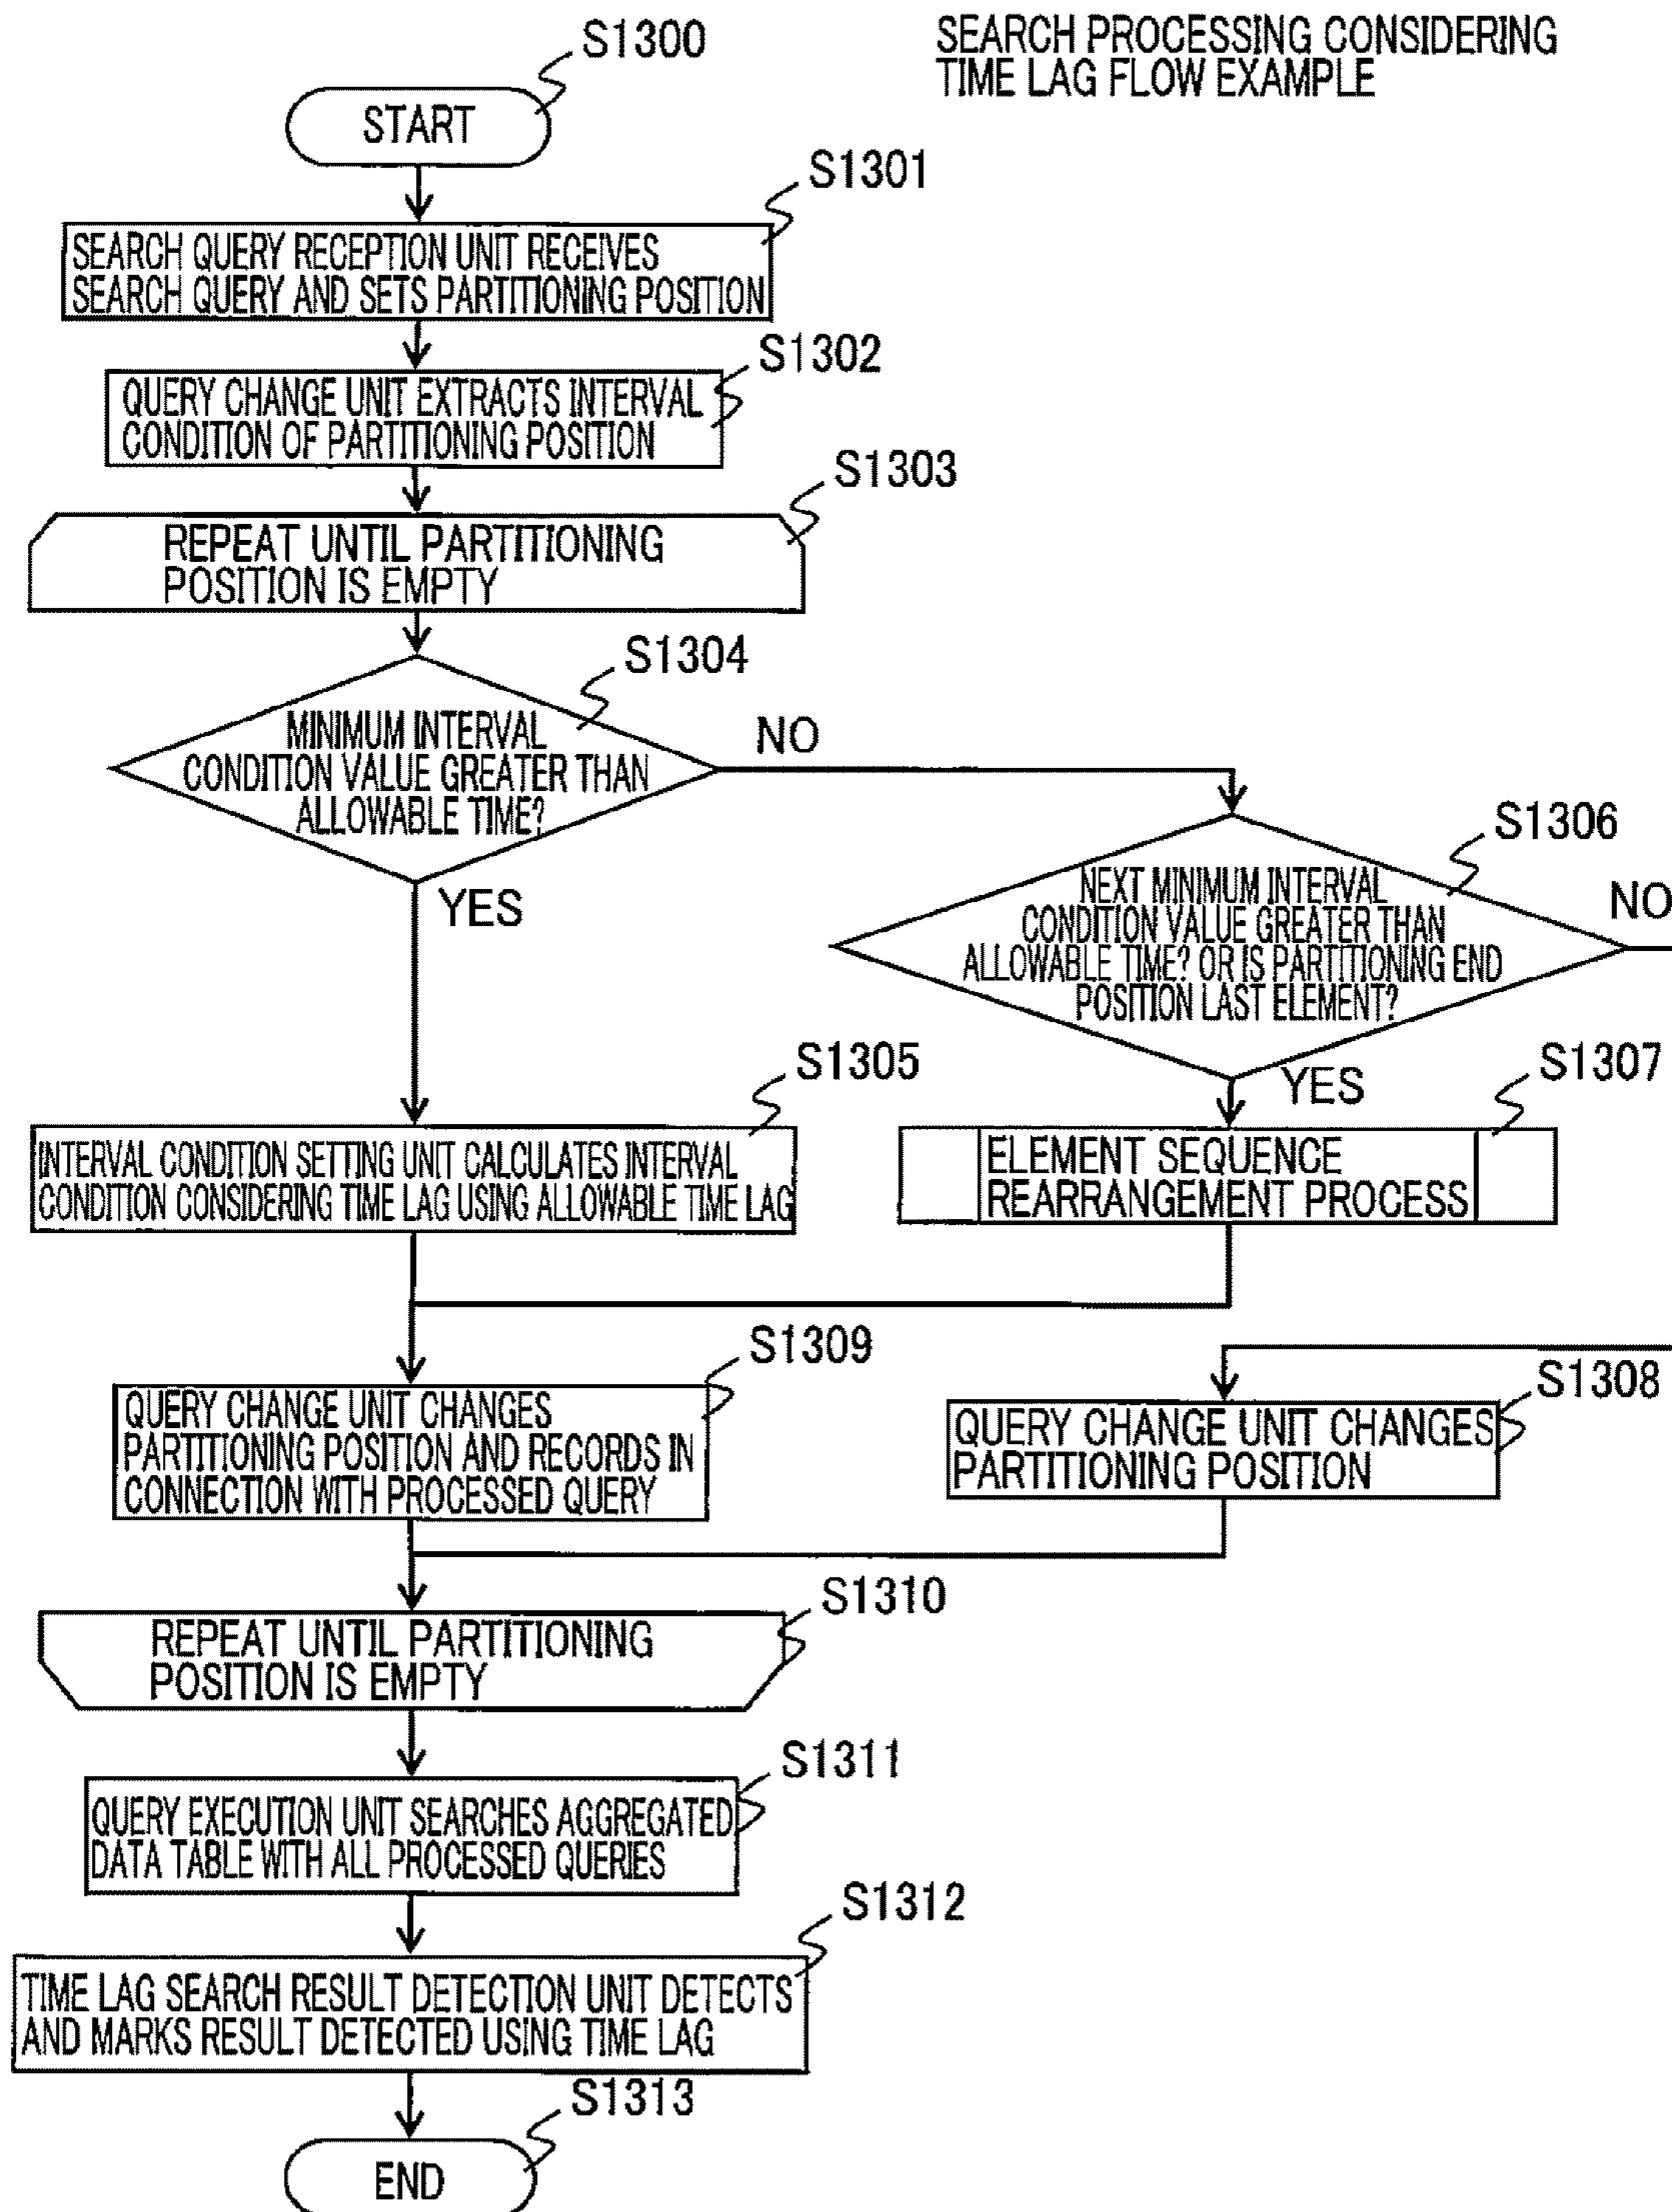 SEARCH PROCESSING CONSIDERING
TIME LAG FLOW EXAMPLE
S1300
START
S1301
SEARCH QUERY RECEPTION UNIT RECEIVES
SEARCH QUERY AND SETS PARTITIONING POSITION
S1302
QUERY CHANGE UNIT EXTRACTS INTERVAL
CONDITION OF PARTITIONING POSITION
S1303
REPEAT UNTIL PARTITIONING
POSITION IS EMPTY
S1304
MINIMUM INTERVAL
CONDITION VALUE GREATER THAN
ALLOWABLE TIME?
NO
YES
S1306
NEXT MINIMUM INTERVAL
CONDITION VALUE GREATER THAN
ALLOWABLE TIME? OR IS PARTITIONING END
POSITION LAST ELEMENT?
NO
YES
S1305
INTERVAL CONDITION SETTING UNIT CALCULATES INTERVAL
CONDITION CONSIDERING TIME LAG USING ALLOWABLE TIME LAG
S1307
ELEMENT SEQUENCE
REARRANGEMENT PROCESS
S1309
QUERY CHANGE UNIT CHANGES
PARTITIONING POSITION AND RECORDS IN
CONNECTION WITH PROCESSED QUERY
S1308
QUERY CHANGE UNIT CHANGES
PARTITIONING POSITION
S1310
REPEAT UNTIL PARTITIONING
POSITION IS EMPTY
S1311
QUERY EXECUTION UNIT SEARCHES AGGREGATED
DATA TABLE WITH ALL PROCESSED QUERIES
S1312
TIME LAG SEARCH RESULT DETECTION UNIT DETECTS
AND MARKS RESULT DETECTED USING TIME LAG
S1313
END